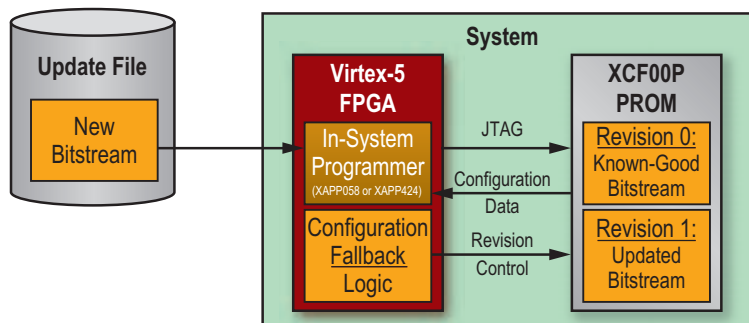 System
Update File
New
Bitstream
Virtex-5
FPGA
In-System
Programmer
(XAPP058 or XAPP424)
Configuration
Fallback
Logic
JTAG
Configuration
Data
Revision
Control
XCF00P
PROM
Revision 0:
Known-Good
Bitstream
Revision 1:
Updated
Bitstream